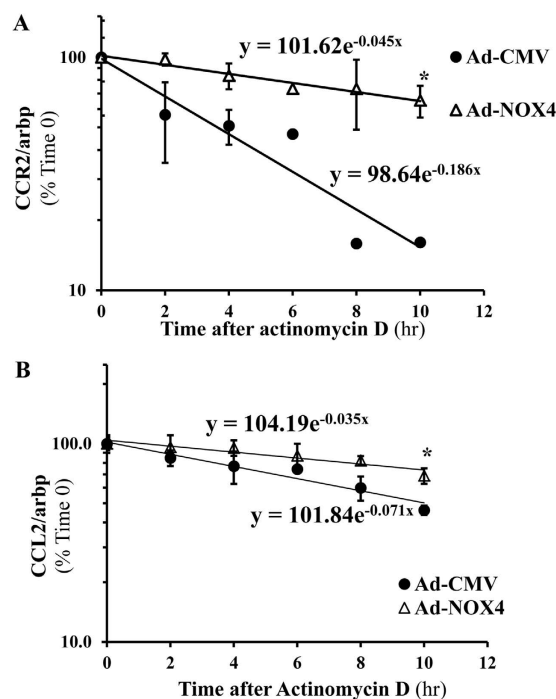 A
y = 101.62e^-0.045x
● Ad-CMV
△ Ad-NOX4
100
*
CCR2/arbp
(% Time 0)
y = 98.64e^-0.186x
10
0 2 4 6 8 10 12
Time after actinomycin D (hr)
B
y = 104.19e^-0.035x
100.0
*
CCL2/arbp
(% Time 0)
y = 101.84e^-0.071x
● Ad-CMV
△ Ad-NOX4
10.0
0 2 4 6 8 10 12
Time after Actinomycin D (hr)